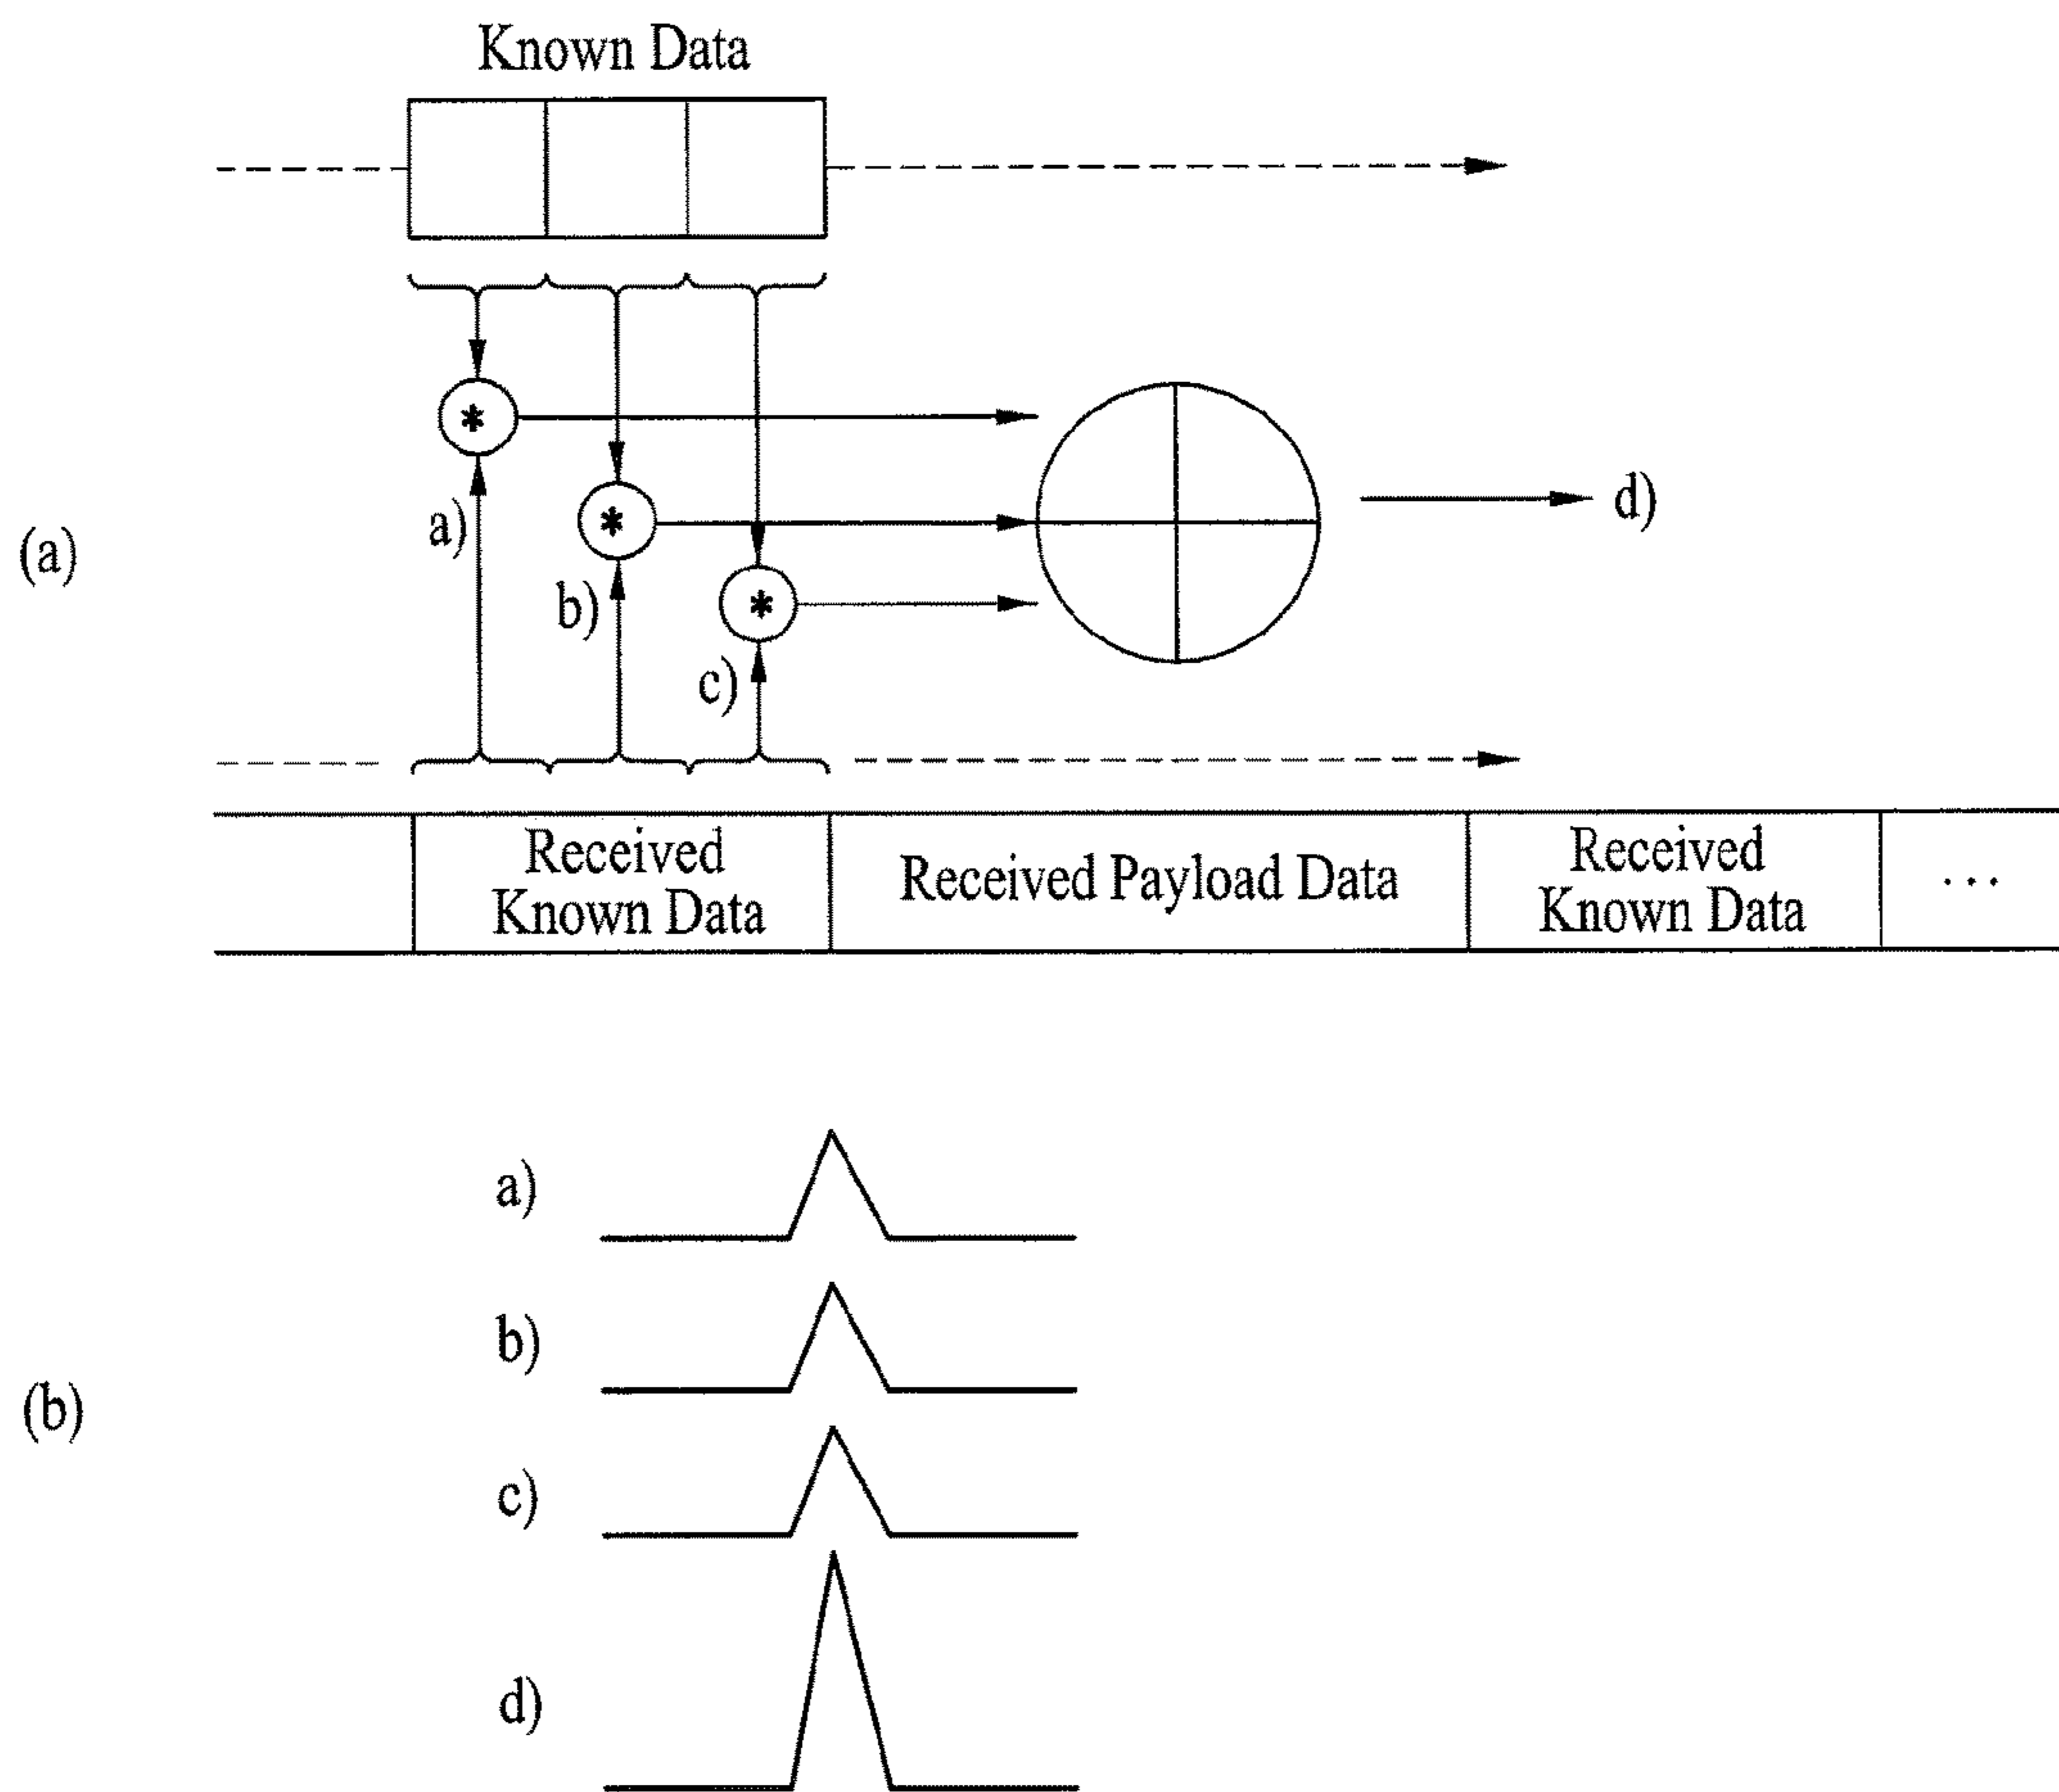 Known Data
*
a)
*
b)
*
c)
d)
(a)
Received
Known Data
Received Payload Data
Received
Known Data
...
a)
b)
c)
d)
(b)